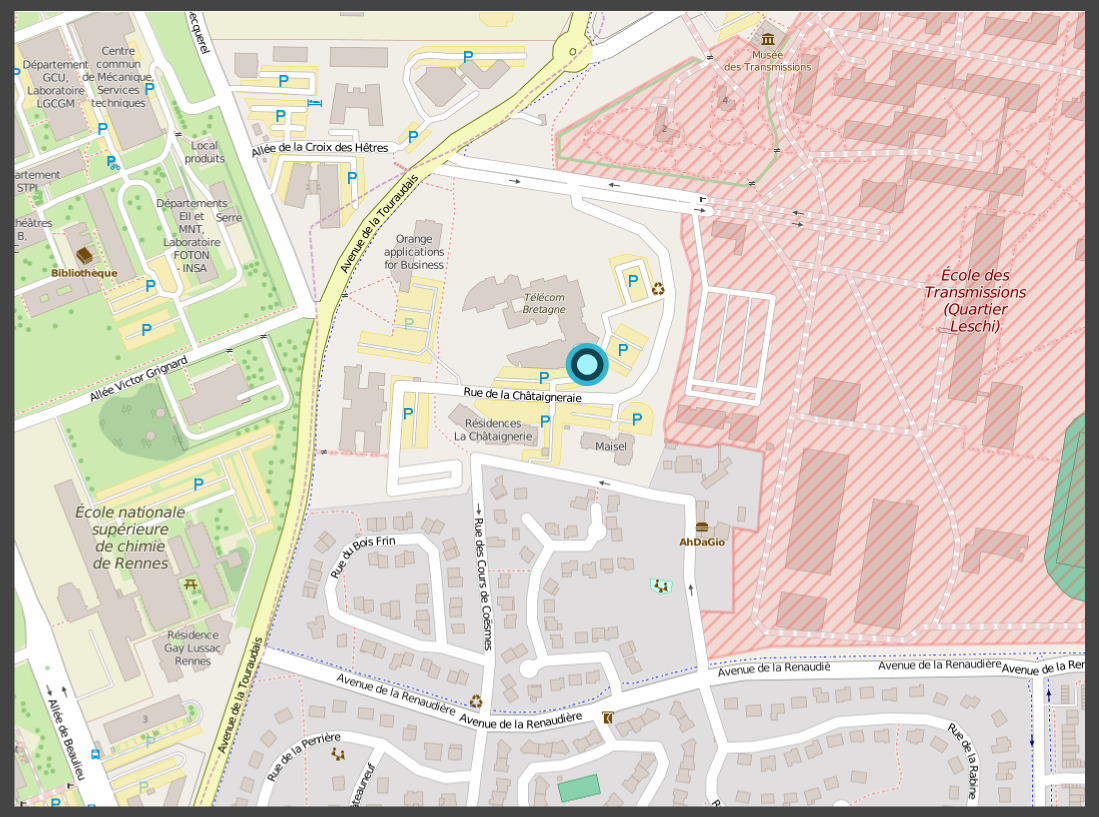 ecquerel
Musée
des Transmissions
Centre
commun
de Mécanique,
Services
techniques
Département
GCU,
Laboratoire
LGCGM
P
P
P
P
P
P
4
2
P
Local
produits
Allée de la Croix des Hêtres
P
P
artement
STPI
P
Départements
EII et
MNT,
Laboratoire
FOTON
- INSA
Serre
héâtres
B,
Avenue de la Touraudais
Orange
applications
for Business
Bibliothèque
École des
Transmissions
(Quartier
Leschi)
P
P
Télécom
Bretagne
P
P
P
P
Allée Victor Grignard
P
Rue de la Châtaigneraie
P
P
P
Résidences
La Châtaignerie
Maisel
P
École nationale
supérieure
de chimie
de Rennes
AhDaGio
Rue du Bois Frin
Rue des Cours de Coësmes
Résidence
Gay Lussac
Rennes
Avenue de la Touraudais
Avenue de la Renaudiè
Avenue de la Renaudière
Avenue de la Rer
Avenue de la Renaudière
Avenue de la Renaudière
Allée de Beaulieu
3
P
Rue de la Perrière
Rue de la Rabine
âteauneuf
P
P
R